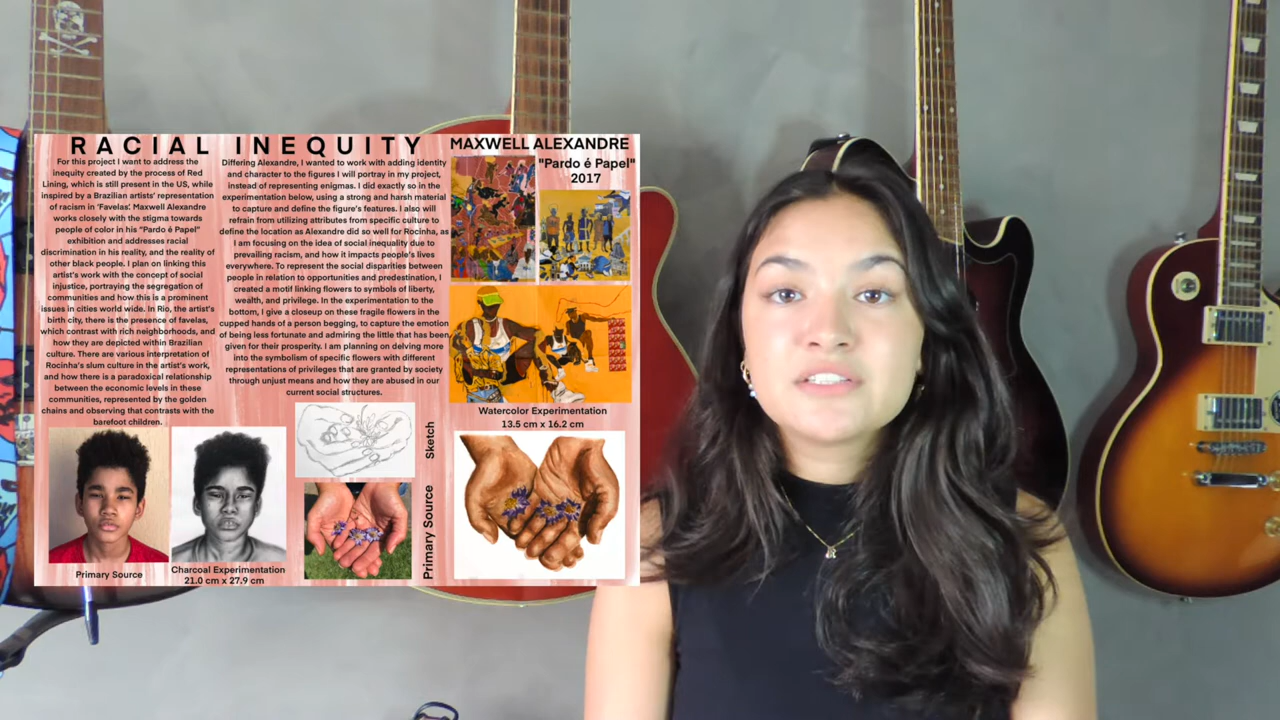 RACIAL INEQUITY
For this project I want to address the
inequity created by the process of Red
Lining, which is still present in the US, while
inspired by a Brazilian artists' representation
of racism in 'Favelas'. Maxwell Alexandre
works closely with the stigma towards
people of color in his "Pardo é Papel"
exhibition and addresses racial
discrimination in his reality, and the reality of
other black people. I plan on linking this
artist's work with the concept of social
injustice, portraying the segregation of
communities and how this is a prominent
issues in cities world wide. In Rio, the artist's
birth city, there is the presence of favelas,
which contrast with rich neighborhoods, and
how they are depicted within Brazilian
culture. There are various interpretation of
Rocinha's slum culture in the artist's work,
and how there is a paradoxical relationship
between the economic levels in these
communities, represented by the golden
chains and observing that contrasts with the
barefoot children.
Differing Alexandre, I wanted to work with adding identity
and character to the figures I will portray in my project,
instead of representing enigmas. I did exactly so in the
experimentation below, using a strong and harsh material
to capture and define the figure's features. I also will
refrain from utilizing attributes from specific culture to
define the location as Alexandre did so well for Rocinha, as
I am focusing on the idea of social inequality due to
prevailing racism, and how it impacts people's lives
everywhere. To represent the social disparities between
people in relation to opportunities and predestination, I
created a motif linking flowers to symbols of liberty,
wealth, and privilege. In the experimentation to the
bottom, I give a closeup on these fragile flowers in the
cupped hands of a person begging, to capture the emotion
of being less fortunate and admiring the little that has been
given for their prosperity. I am planning on delving more
into the symbolism of specific flowers with different
representations of privileges that are granted by society
through unjust means and how they are abused in our
current social structures.
MAXWELL ALEXANDRE
"Pardo é Papel"
2017
Watercolor Experimentation
13.5 cm x 16.2 cm
Sketch
Primary Source
Primary Source
Charcoal Experimentation
21.0 cm x 27.9 cm